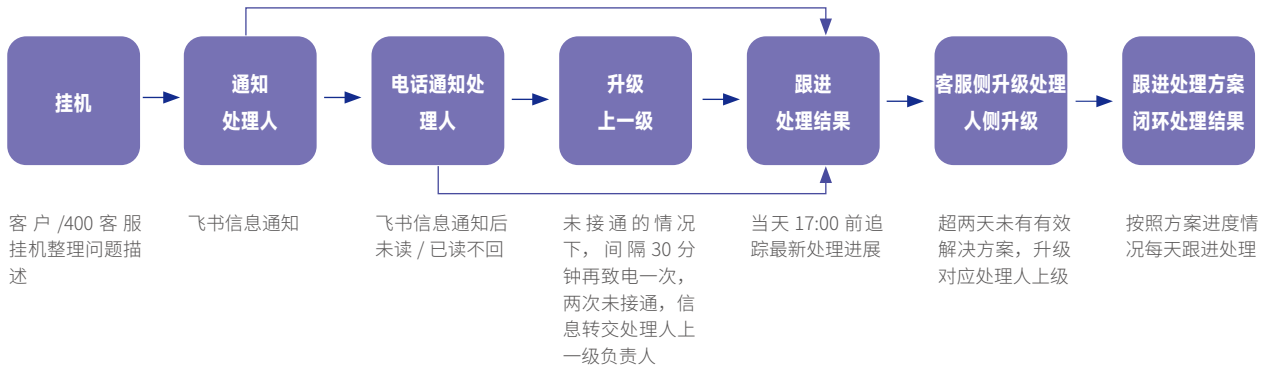 挂机
通知
处理人
电话通知处
理人
升级
上一级
跟进
处理结果
客服侧升级处理
人侧升级
跟进处理方案
闭环处理结果
客户/400客服
挂机整理问题描
述
飞书信息通知
飞书信息通知后
未读/已读不回
未接通的情况
下，间隔30分
钟再致电一次，
两次未接通，信
息转交处理人上
一级负责人
当天17:00前追
踪最新处理进展
超两天未有有效
解决方案，升级
对应处理人上级
按照方案进度情
况每天跟进处理